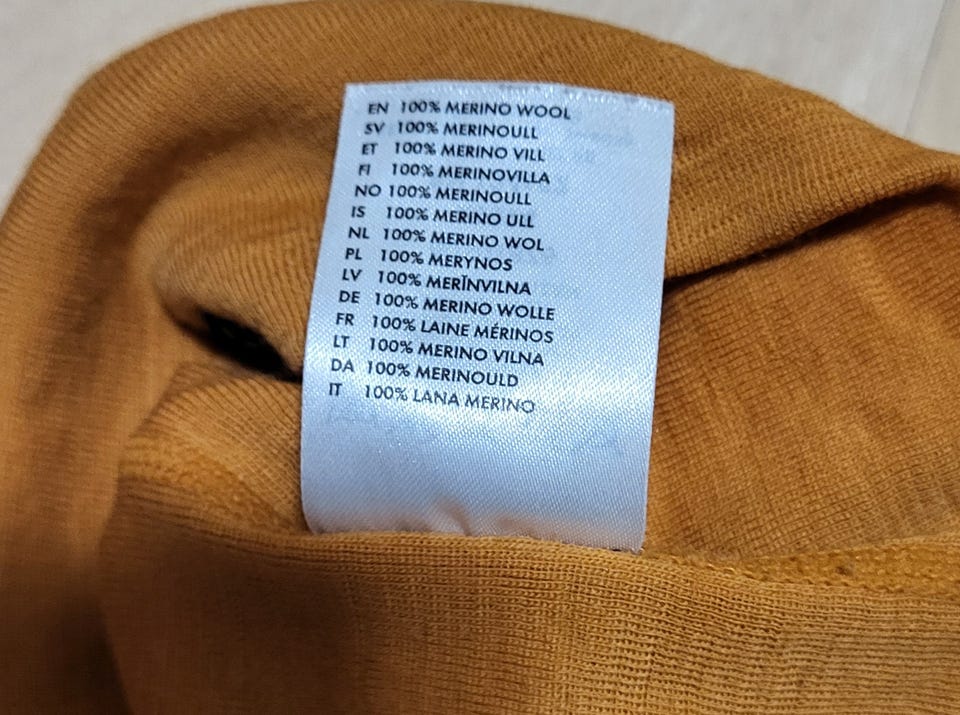 EN 100% MERINO WOOL
SV 100% MERINOULL
ET 100% MERINO VILL
FI 100% MERINOVILLA
NO 100% MERINOULL
IS 100% MERINO ULL
NL 100% MERINO WOL
PL 100% MERYNOS
LV 100% MERĪNVILNA
DE 100% MERINO WOLLE
FR 100% LAINE MÉRINOS
LT 100% MERINO VILNA
DA 100% MERINOULD
IT 100% LANA MERINO